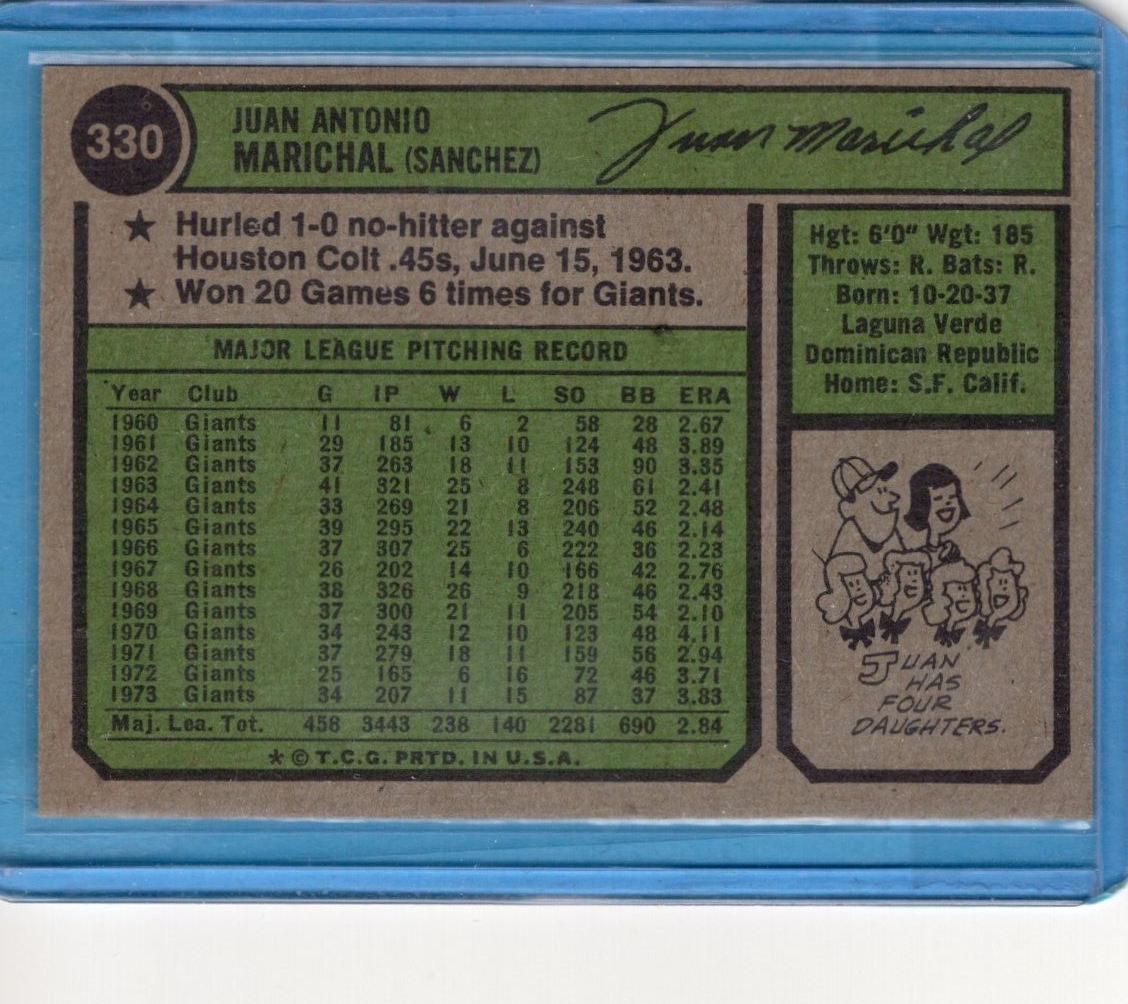 330
JUAN ANTONIO
MARICHAL (SANCHEZ)
Juan Marichal
★ Hurled 1-0 no-hitter against
Houston Colt .45s, June 15, 1963.
★ Won 20 Games 6 times for Giants.
MAJOR LEAGUE PITCHING RECORD
Year Club G IP W L SO BB ERA
1960 Giants 11 81 6 2 58 28 2.67
1961 Giants 29 185 13 10 124 48 3.89
1962 Giants 37 263 18 11 153 90 3.35
1963 Giants 41 321 25 8 248 61 2.41
1964 Giants 33 269 21 8 206 52 2.48
1965 Giants 39 295 22 13 240 46 2.14
1966 Giants 37 307 25 6 222 36 2.23
1967 Giants 26 202 14 10 166 42 2.76
1968 Giants 38 326 26 9 218 46 2.43
1969 Giants 37 300 21 11 205 54 2.10
1970 Giants 34 243 12 10 123 48 4.11
1971 Giants 37 279 18 11 159 56 2.94
1972 Giants 25 165 6 16 72 46 3.71
1973 Giants 34 207 11 15 87 37 3.83
Maj. Lea. Tot. 458 3443 238 140 2281 690 2.84
* © T.C.G. PRTD. IN U.S.A.
Hgt: 6'0" Wgt: 185
Throws: R. Bats: R.
Born: 10-20-37
Laguna Verde
Dominican Republic
Home: S.F. Calif.
JUAN
HAS
FOUR
DAUGHTERS.